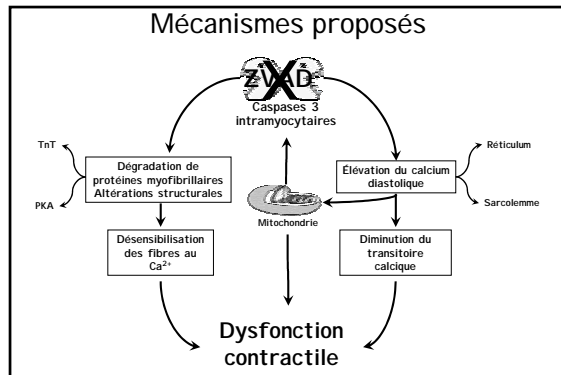 Mécanismes proposés
ZVAD
Caspases 3
intramyocytaires
TnT
PKA
Dégradation de
protéines myofibrillaires
Altérations structurales
Élévation du calcium
diastolique
Réticulum
Sarcolemme
Mitochondrie
Désensibilisation
des fibres au
Ca²⁺
Diminution du
transitoire
calcique
Dysfonction
contractile